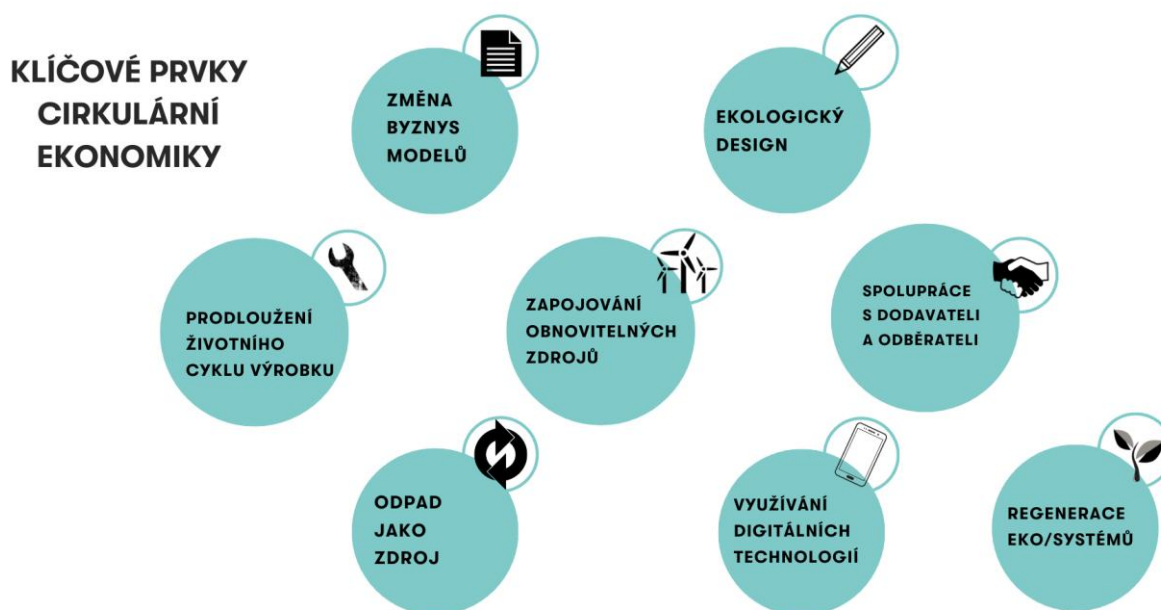 KLÍČOVÉ PRVKY
CIRKULÁRNÍ
EKONOMIKY
ZMĚNA
BYZNYS
MODELŮ
EKOLOGICKÝ
DESIGN
PRODLOUŽENÍ
ŽIVOTNÍHO
CYKLU VÝROBKU
ZAPOJOVÁNÍ
OBNOVITELNÝCH
ZDROJŮ
SPOLUPRÁCE
S DODAVATELI
A ODBĚRATELI
ODPAD
JAKO
ZDROJ
VYUŽÍVÁNÍ
DIGITÁLNÍCH
TECHNOLOGIÍ
REGENERACE
EKO/SYSTÉMŮ